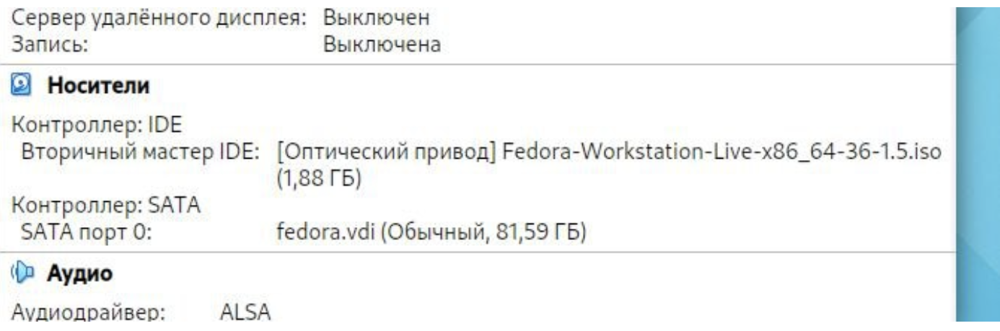 Сервер удалённого дисплея: Выключен
Запись: Выключена
Носители
Контроллер: IDE
Вторичный мастер IDE: [Оптический привод] Fedora-Workstation-Live-x86_64-36-1.5.iso
(1,88 ГБ)
Контроллер: SATA
SATA порт 0: fedora.vdi (Обычный, 81,59 ГБ)
Аудио
Аудиодрайвер: ALSA